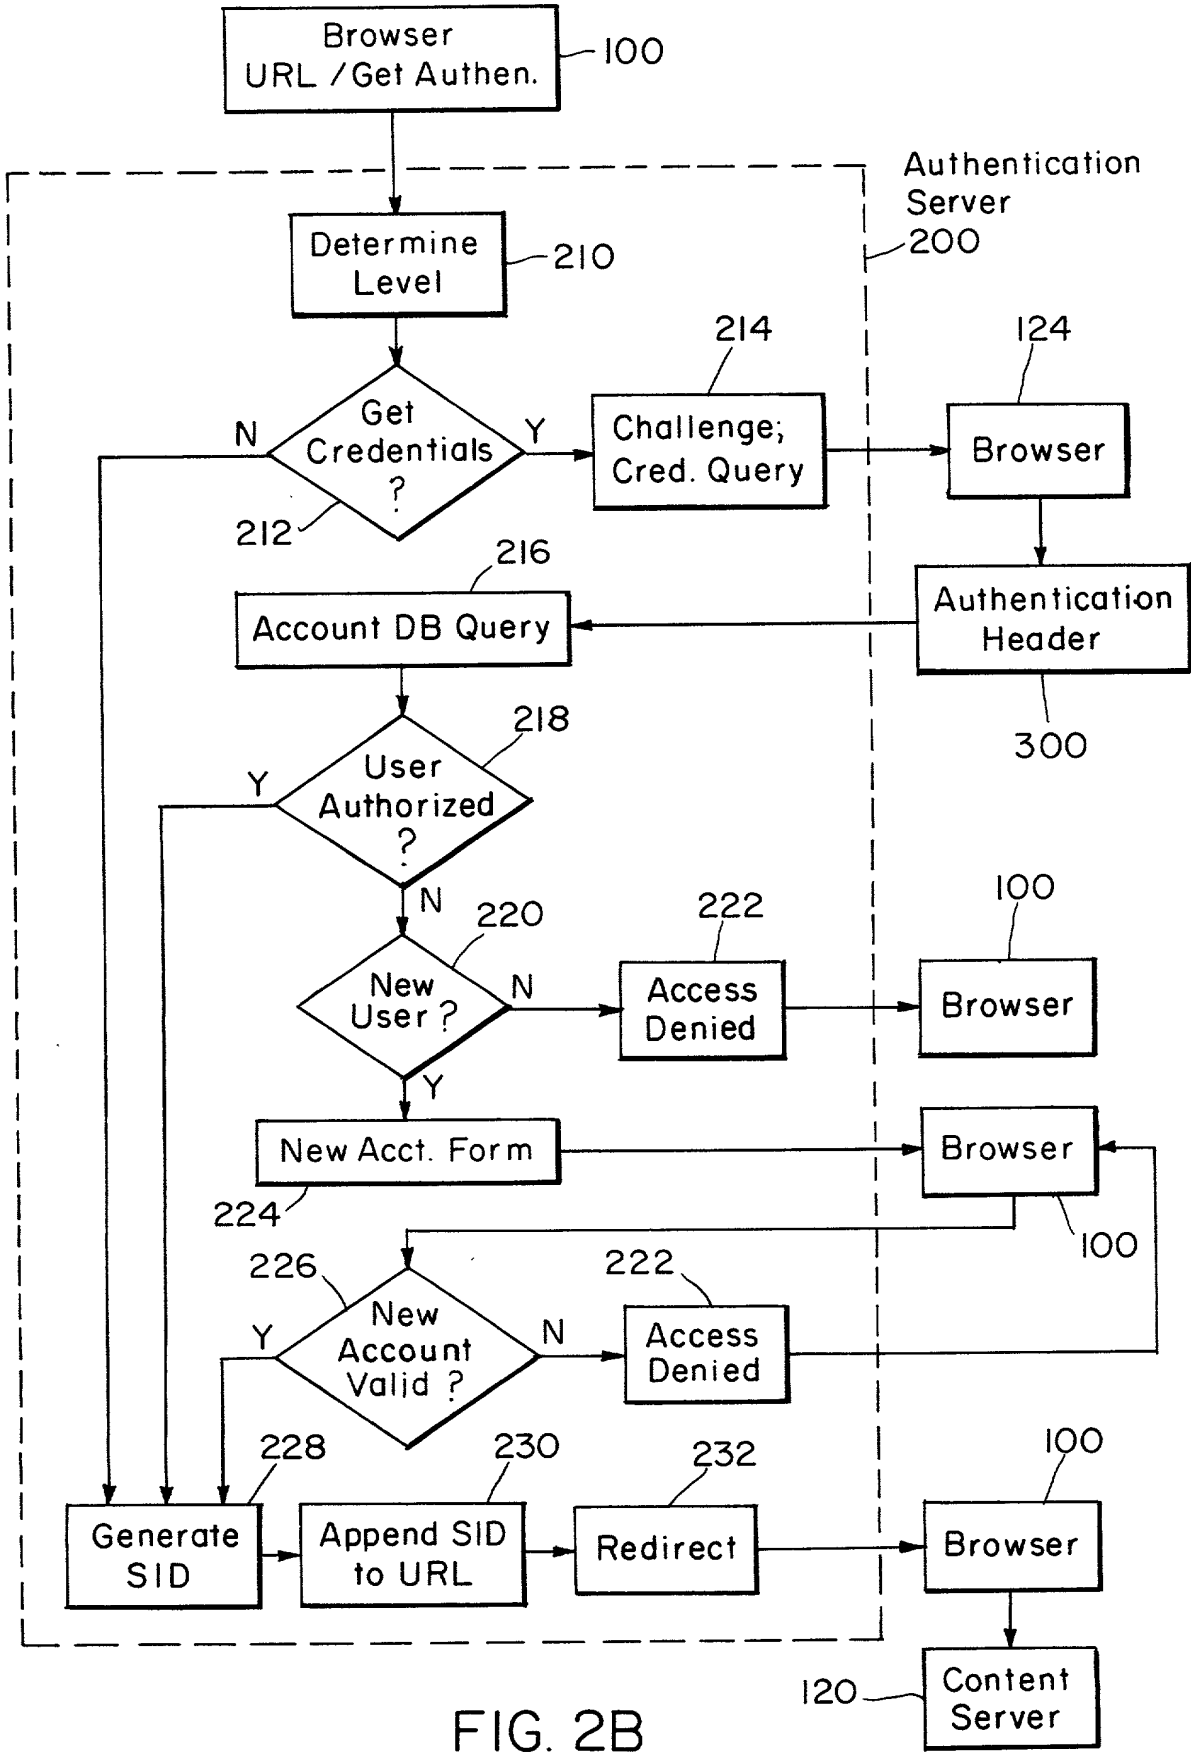 Browser
URL / Get Authen.
100
Authentication
Server
200
Determine
Level
210
214
124
N
Get
Credentials
?
Y
Challenge;
Cred. Query
Browser
212
216
Account DB Query
Authentication
Header
300
218
Y
User
Authorized
?
N
220
222
100
New
User ?
N
Access
Denied
Browser
Y
New Acct. Form
Browser
224
100
226
222
Y
New
Account
Valid ?
N
Access
Denied
228
230
232
100
Generate
SID
Append SID
to URL
Redirect
Browser
120
Content
Server
FIG. 2B